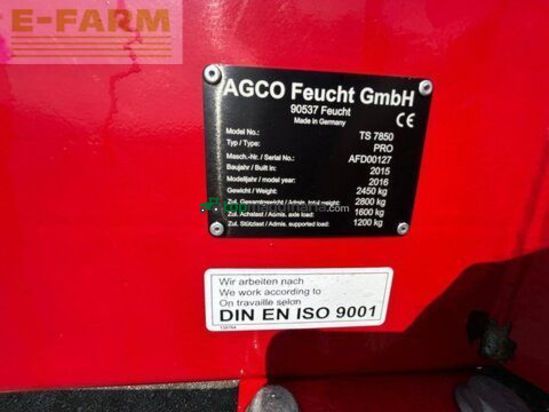 E-FARM
AGCO Feucht GmbH
90537 Feucht
Made in Germany
CE
Model No.: TS 7850
Typ / Type: PRO
Masch.-Nr. / Serial No.: AFD00127
Baujahr / Built in: 2015
Modelljahr / model year: 2016
Gewicht / Weight: 2450 kg
Zul. Gesamtgewicht / Admis. total weight: 2800 kg
Zul. Achslast / Admis. axle load: 1600 kg
Zul. Stützlast / Admis. supported load: 1200 kg
Wir arbeiten nach
We work according to
On travaille selon
DIN EN ISO 9001